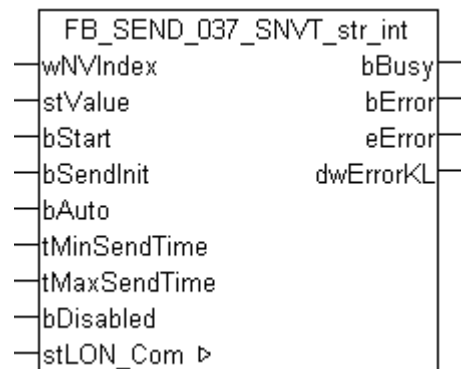 FB_SEND_037_SNVT_str_int
wNVIndex bBusy
stValue bError
bStart eError
bSendInit dwErrorKL
bAuto
tMinSendTime
tMaxSendTime
bDisabled
stLON_Com ▷